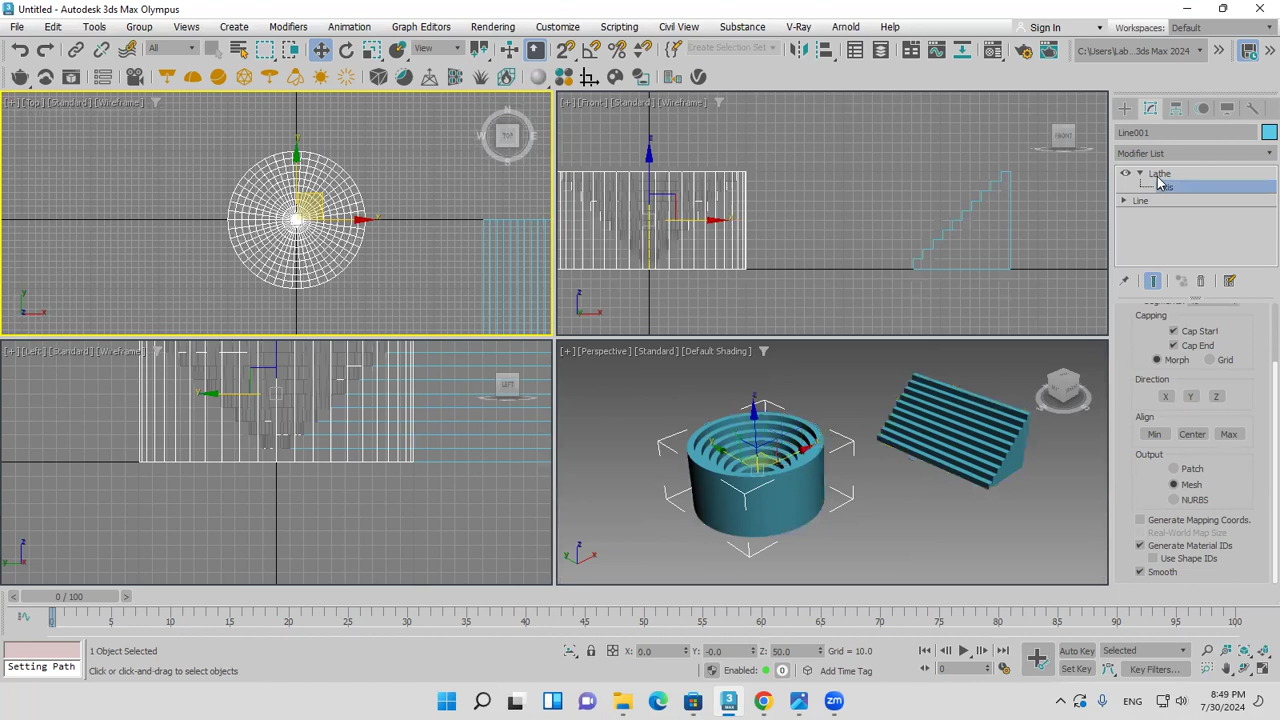 Untitled - Autodesk 3ds Max Olympus
File Edit Tools Group Views Create Modifiers Animation Graph Editors Rendering Customize Scripting Civil View Substance V-Ray Arnold Help Sign In Workspaces: Default
All View Create Selection Set C:\Users\Lab... 3ds Max 2024
[+] [Top] [Standard] [Wireframe]
N
W TOP E
S
[+] [Front] [Standard] [Wireframe]
FRONT
Line001
Modifier List
Lathe
Line
[+] [Left] [Standard] [Wireframe]
LEFT
[+] [Perspective] [Standard] [Default Shading]
Capping
Cap Start
Cap End
Morph Grid
Direction
X Y Z
Align
Min Center Max
Output
Patch
Mesh
NURBS
Generate Mapping Coords.
Real-World Map Size
Generate Material IDs
Use Shape IDs
Smooth
0 / 100
0 5 10 15 20 25 30 35 40 45 50 55 60 65 70 75 80 85 90 95 100
1 Object Selected X: 0.0 Y: -0.0 Z: 50.0 Grid = 10.0 Auto Key Selected
Setting Path Click or click-and-drag to select objects Enabled: 0 Add Time Tag 0 Set Key Key Filters...
ENG 8:49 PM
7/30/2024